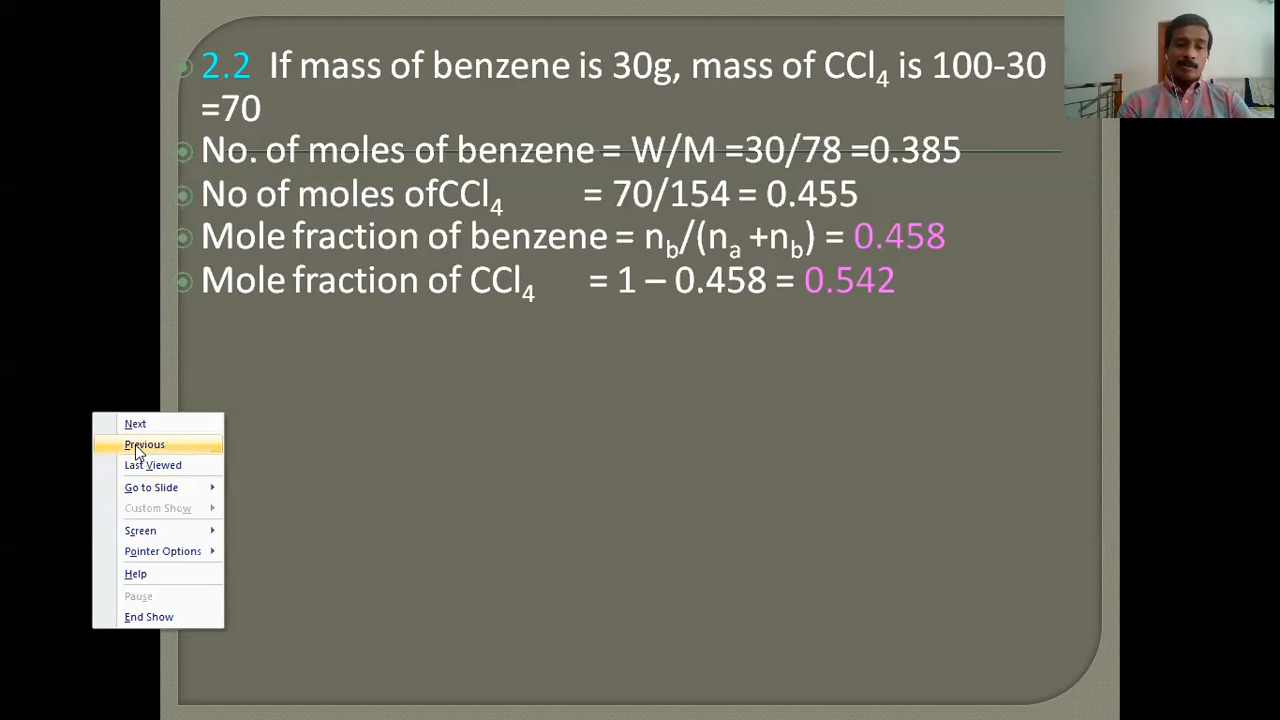 2.2 If mass of benzene is 30g, mass of CCl₄ is 100-30
=70
No. of moles of benzene = W/M =30/78 =0.385
No of moles ofCCl₄ = 70/154 = 0.455
Mole fraction of benzene = n_b/(n_a +n_b) = 0.458
Mole fraction of CCl₄ = 1 – 0.458 = 0.542
Next
Previous
Last Viewed
Go to Slide
Custom Show
Screen
Pointer Options
Help
Pause
End Show